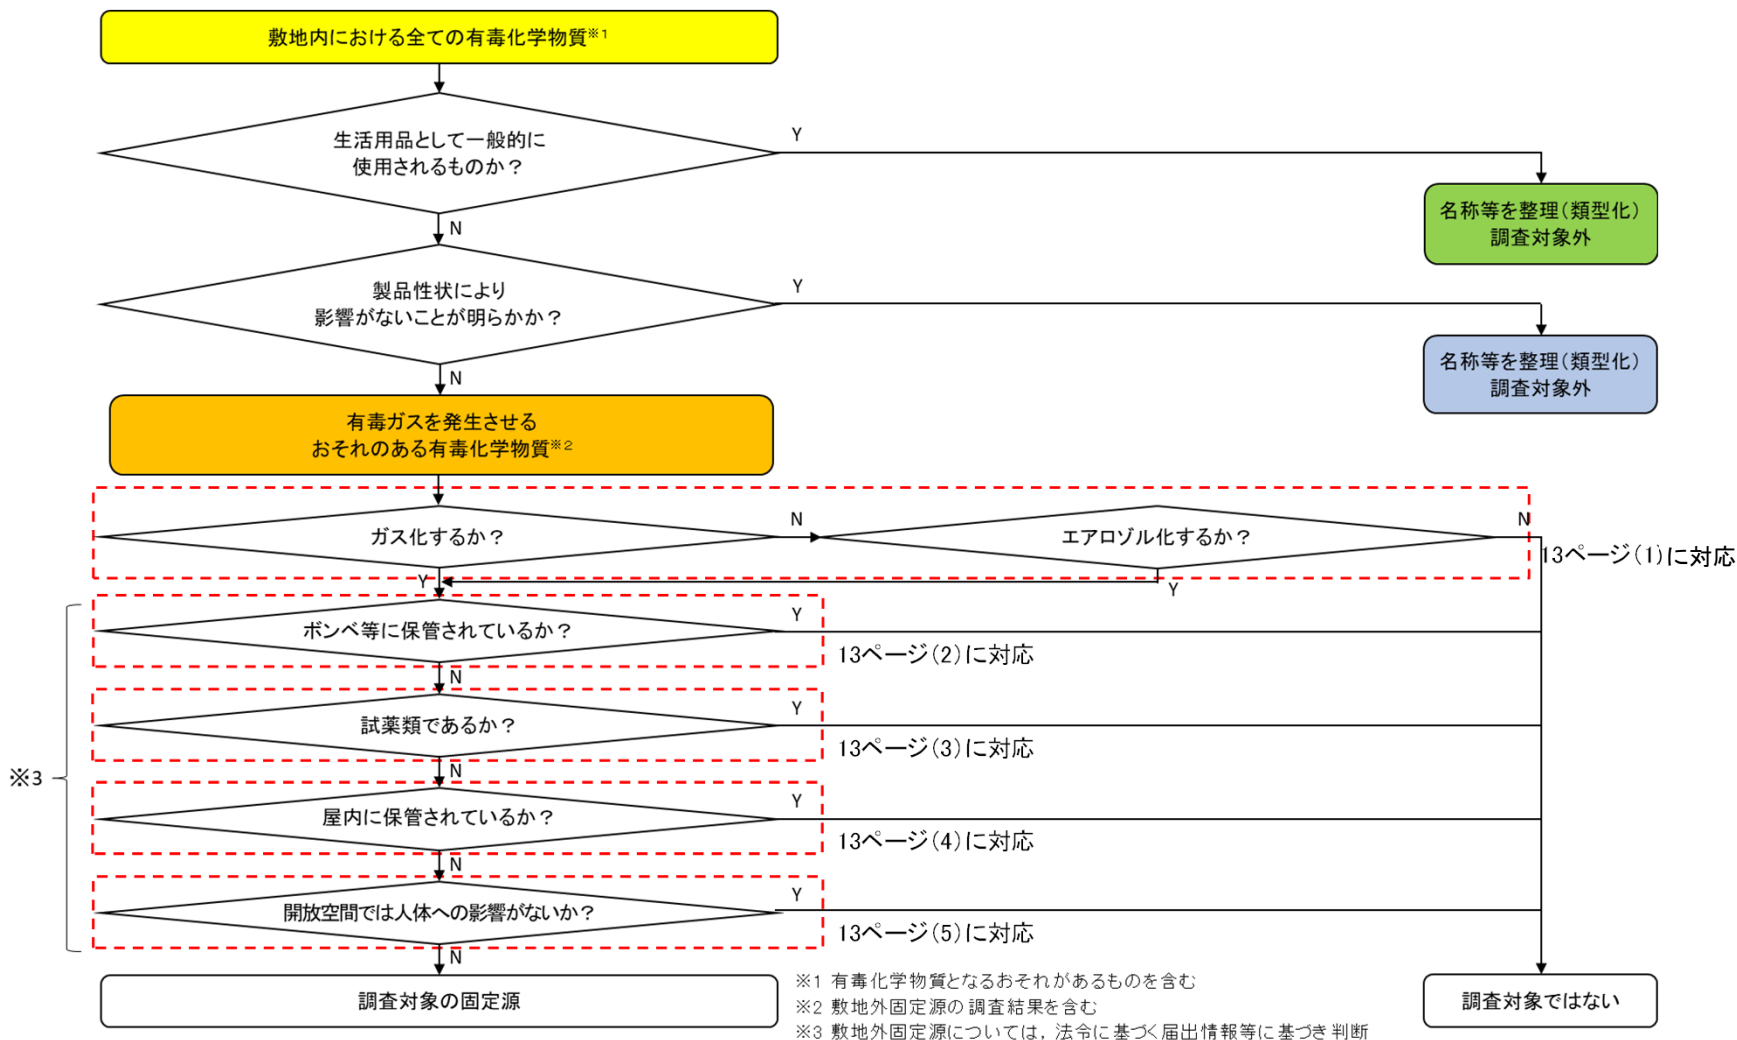 敷地内における全ての有毒化学物質※1
生活用品として一般的に
使用されるものか？
Y
名称等を整理（類型化）
調査対象外
N
製品性状により
影響がないことが明らかか？
Y
名称等を整理（類型化）
調査対象外
N
有毒ガスを発生させる
おそれのある有毒化学物質※2
ガス化するか？
N
エアロゾル化するか？
N
13ページ（1）に対応
Y
Y
※3
ボンベ等に保管されているか？
Y
13ページ（2）に対応
N
試薬類であるか？
Y
13ページ（3）に対応
N
屋内に保管されているか？
Y
13ページ（4）に対応
N
開放空間では人体への影響がないか？
Y
13ページ（5）に対応
N
調査対象の固定源
調査対象ではない
※1 有毒化学物質となるおそれがあるものを含む
※2 敷地外固定源の調査結果を含む
※3 敷地外固定源については，法令に基づく届出情報等に基づき判断